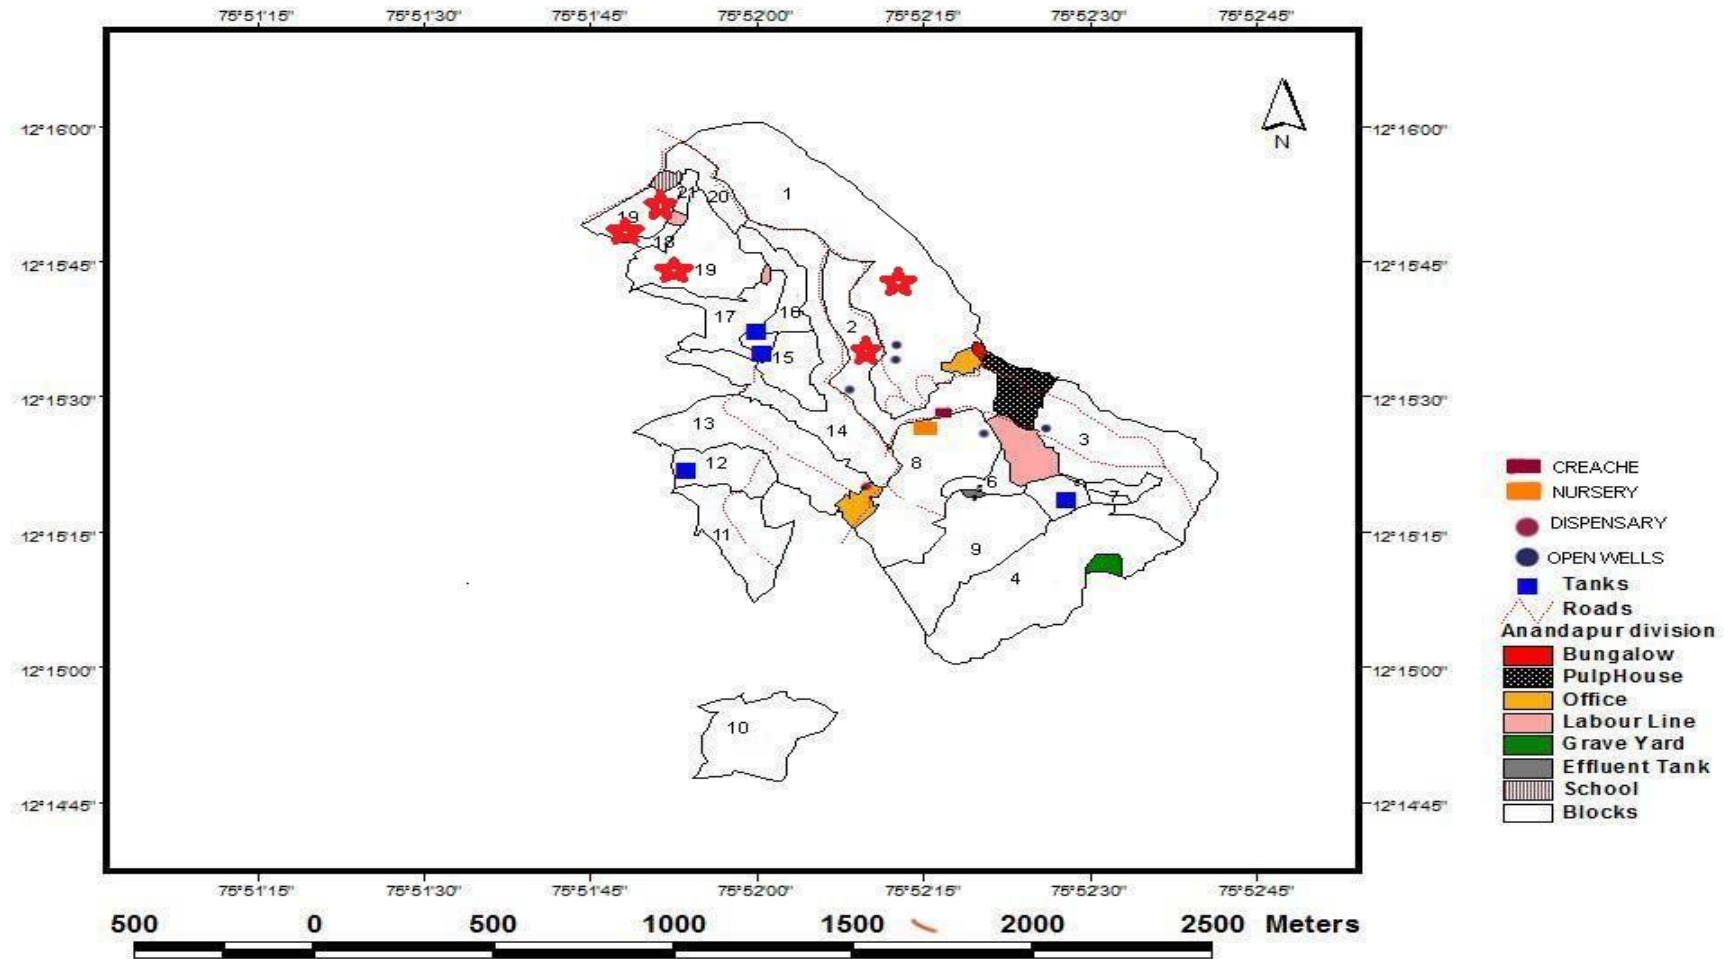 75°51'15" 75°51'30" 75°51'45" 75°52'00" 75°52'15" 75°52'30" 75°52'45"
12°16'00" 12°16'00"
N
1
21 20
19
18
19
12°15'45" 12°15'45"
17 16 2
15
12°15'30" 12°15'30"
13 14 3
12 8
6 7
11 9
12°15'15" 12°15'15"
4
12°15'00" 12°15'00"
10
12°14'45" 12°14'45"
75°51'15" 75°51'30" 75°51'45" 75°52'00" 75°52'15" 75°52'30" 75°52'45"
500 0 500 1000 1500 2000 2500 Meters
CREACHE
NURSERY
DISPENSARY
OPEN WELLS
Tanks
Roads
Anandapur division
Bungalow
PulpHouse
Office
Labour Line
Grave Yard
Effluent Tank
School
Blocks